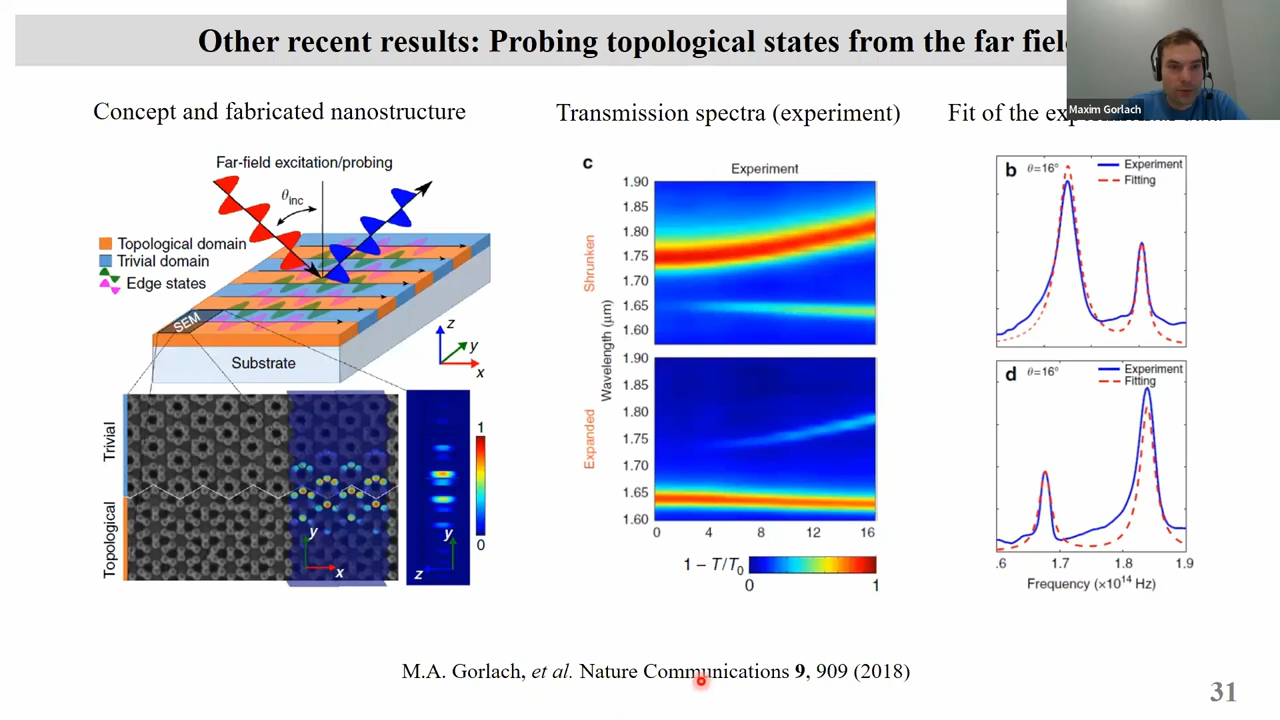 Other recent results: Probing topological states from the far fiel
Maxim Gorlach
Concept and fabricated nanostructure
Far-field excitation/probing
θinc
Topological domain
Trivial domain
Edge states
SEM
Substrate
z
y
x
Trivial
Topological
y
x
y
z
1
0
Transmission spectra (experiment)
c
Experiment
Shrunken
Expanded
Wavelength (μm)
1.90
1.85
1.80
1.75
1.65
1.60
1.90
1.85
1.80
1.75
1.70
1.65
1.60
0 4 8 12 16
1 − T/T0
0 1
Fit of the
b
θ=16°
Experiment
Fitting
d
θ=16°
Experiment
Fitting
.6 1.7 1.8 1.9
Frequency (×10¹⁴ Hz)
M.A. Gorlach, et al. Nature Communications 9, 909 (2018)
31